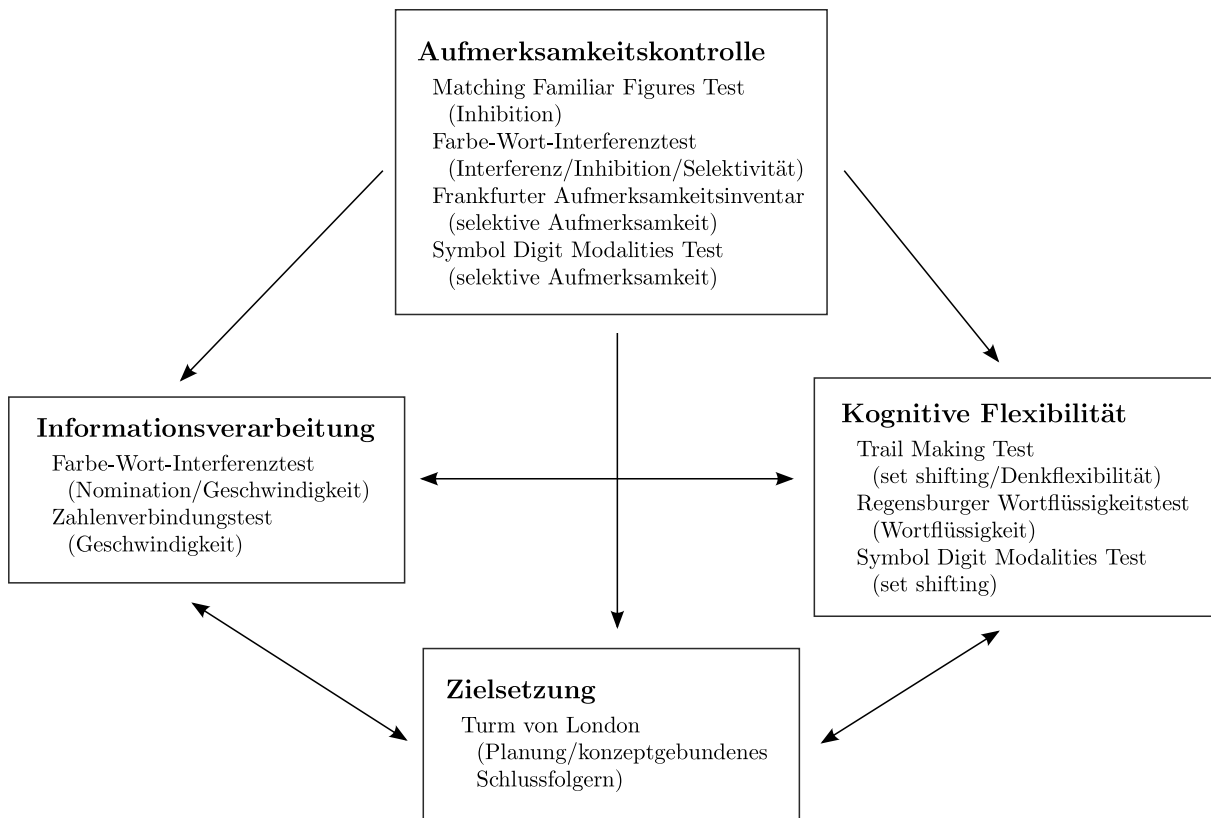 Aufmerksamkeitskontrolle
Matching Familiar Figures Test
(Inhibition)
Farbe-Wort-Interferenztest
(Interferenz/Inhibition/Selektivität)
Frankfurter Aufmerksamkeitsinventar
(selektive Aufmerksamkeit)
Symbol Digit Modalities Test
(selektive Aufmerksamkeit)
Informationsverarbeitung
Farbe-Wort-Interferenztest
(Nomination/Geschwindigkeit)
Zahlenverbindungstest
(Geschwindigkeit)
Kognitive Flexibilität
Trail Making Test
(set shifting/Denkflexibilität)
Regensburger Wortflüssigkeitstest
(Wortflüssigkeit)
Symbol Digit Modalities Test
(set shifting)
Zielsetzung
Turm von London
(Planung/konzeptgebundenes
Schlussfolgern)